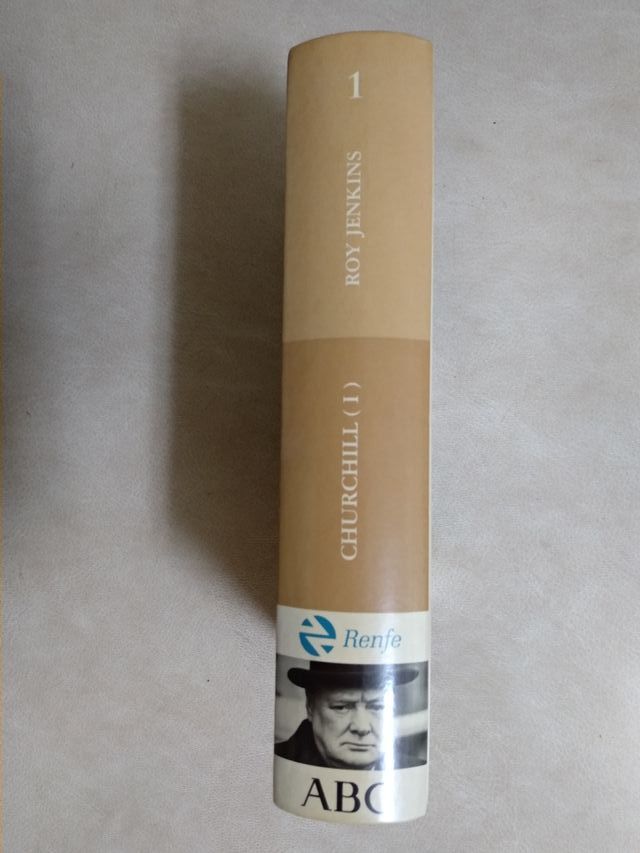 1
ROY JENKINS
CHURCHILL ( I )
Renfe
ABC